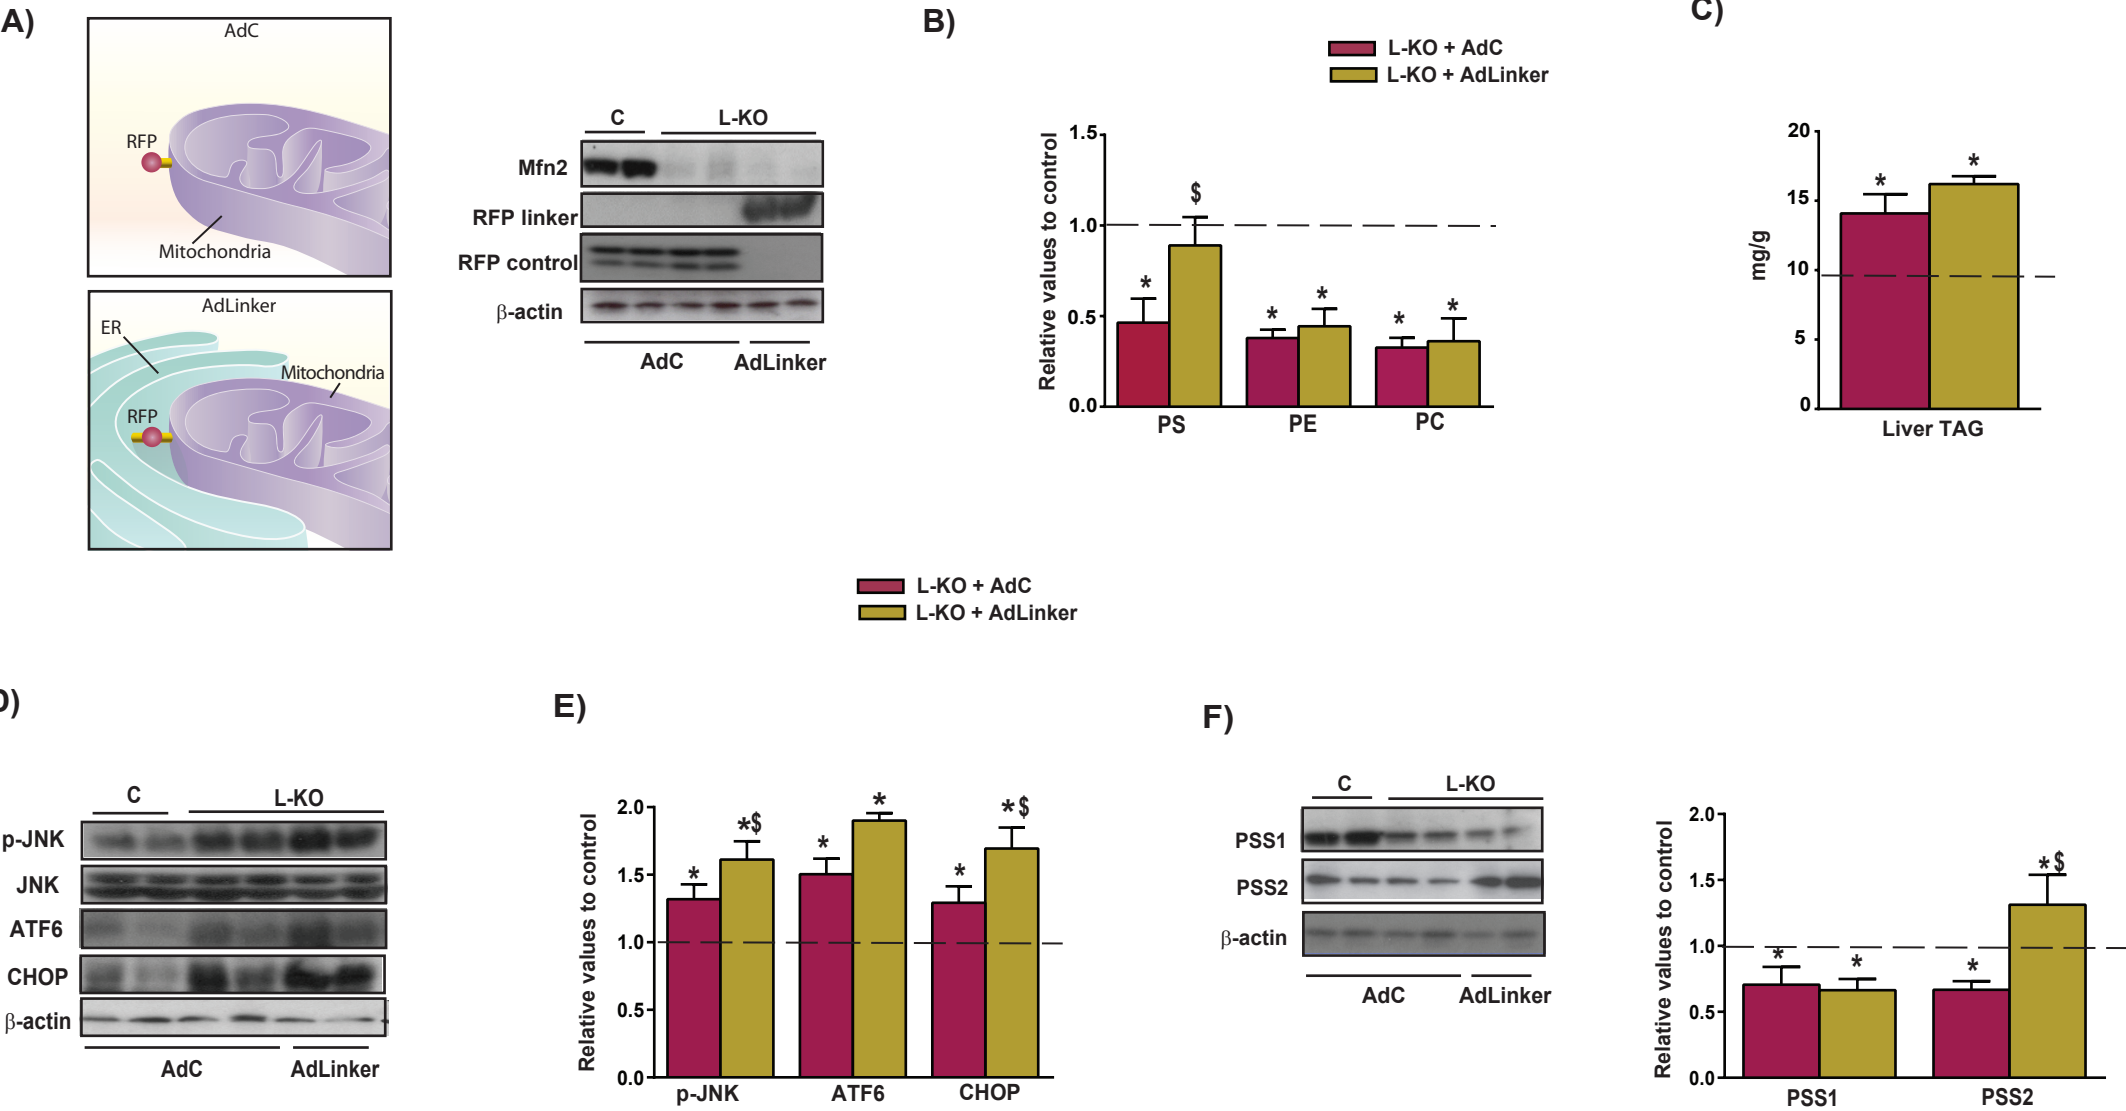 A)
AdC
RFP
Mitochondria
AdLinker
ER
Mitochondria
RFP
C
L-KO
Mfn2
RFP linker
RFP control
β-actin
AdC
AdLinker
B)
L-KO + AdC
L-KO + AdLinker
Relative values to control
1.5
1.0
0.5
0.0
*
$
*
*
*
*
PS
PE
PC
C)
mg/g
20
15
10
5
0
*
*
Liver TAG
L-KO + AdC
L-KO + AdLinker
D)
C
L-KO
p-JNK
JNK
ATF6
CHOP
β-actin
AdC
AdLinker
E)
Relative values to control
2.0
1.5
1.0
0.5
0.0
*
*$
*
*
*
*$
p-JNK
ATF6
CHOP
F)
C
L-KO
PSS1
PSS2
β-actin
AdC
AdLinker
Relative values to control
2.0
1.5
1.0
0.5
0.0
*
*
*
*$
PSS1
PSS2